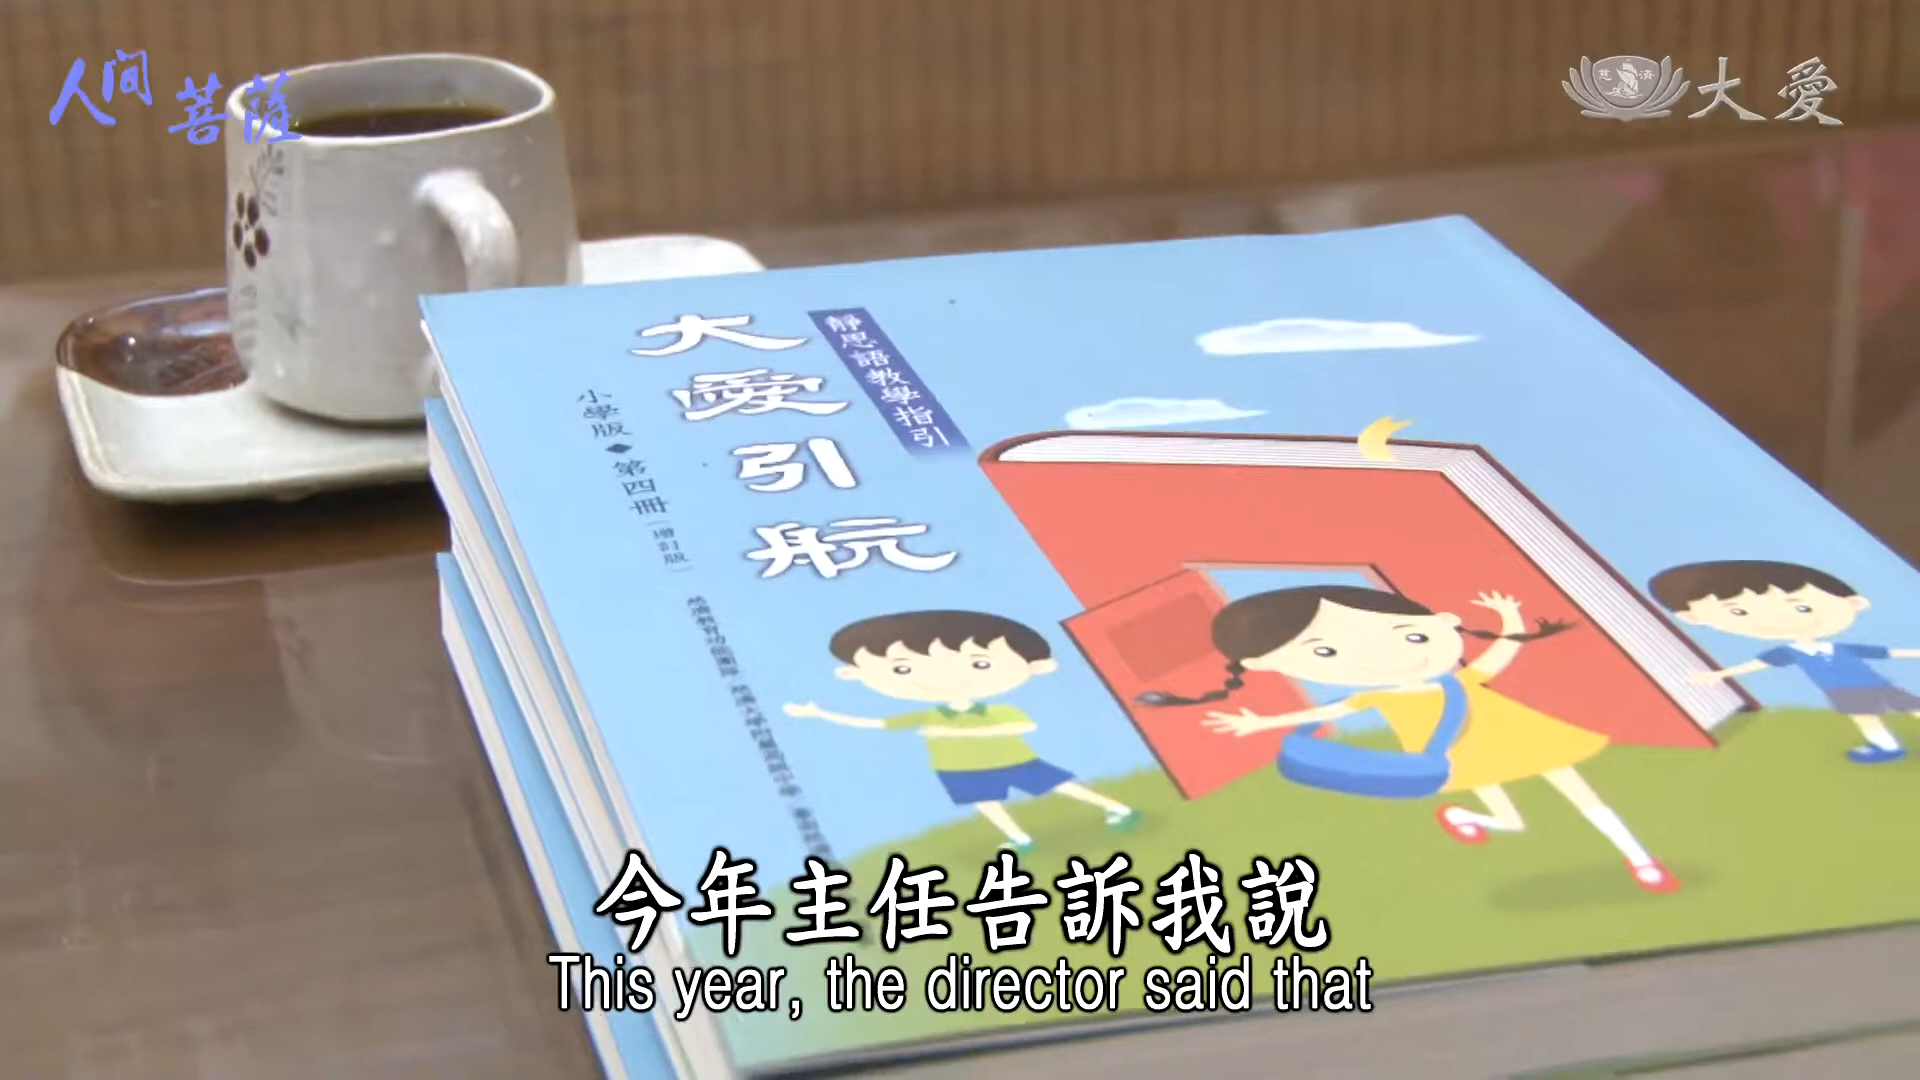 人間
菩薩
慈濟
大愛
靜思語教學指引
大愛引航
小學版◆第四冊(增訂版)
今年主任告訴我說
This year, the director said that